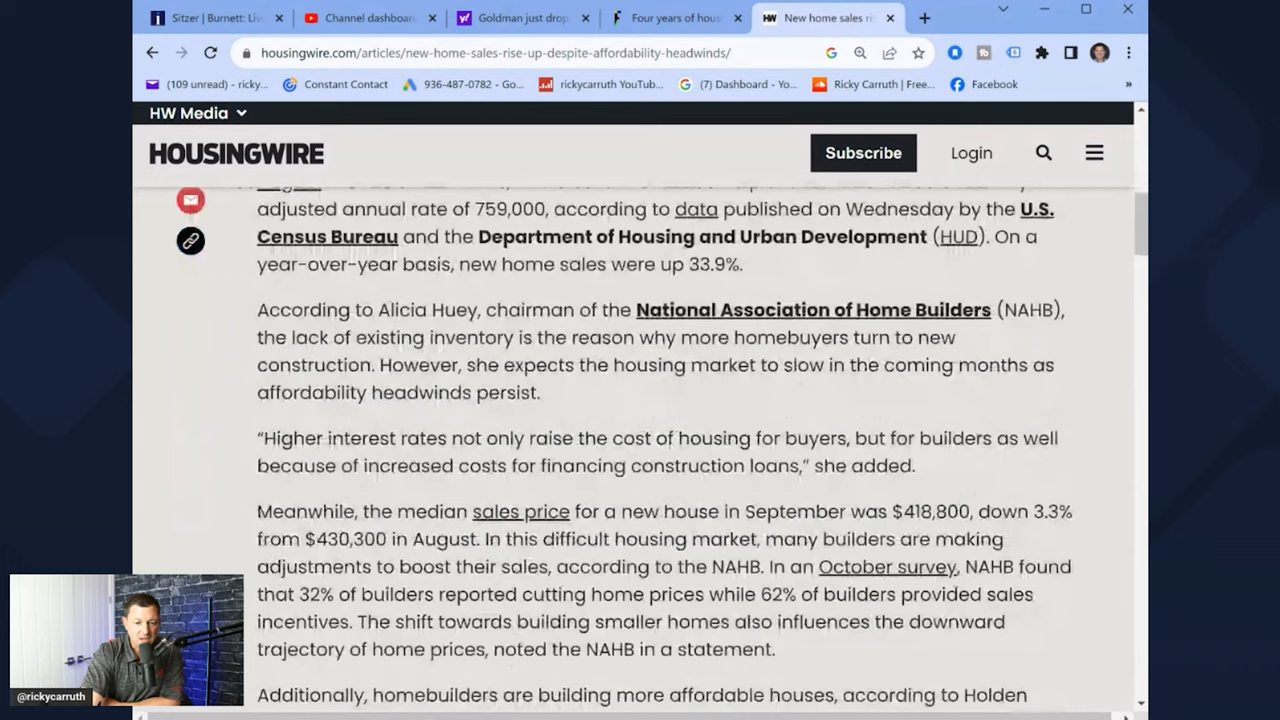 Sitzer | Burnett: Liv
Channel dashboar
Goldman just drop
Four years of hous
HW New home sales ri
housingwire.com/articles/new-home-sales-rise-up-despite-affordability-headwinds/
(109 unread) - ricky...
Constant Contact
936-487-0782 - Go...
rickycarruth YouTub...
(7) Dashboard - Yo...
Ricky Carruth | Free...
Facebook
»
HW Media
HOUSINGWIRE
Subscribe
Login
adjusted annual rate of 759,000, according to data published on Wednesday by the U.S.
Census Bureau and the Department of Housing and Urban Development (HUD). On a
year-over-year basis, new home sales were up 33.9%.
According to Alicia Huey, chairman of the National Association of Home Builders (NAHB),
the lack of existing inventory is the reason why more homebuyers turn to new
construction. However, she expects the housing market to slow in the coming months as
affordability headwinds persist.
“Higher interest rates not only raise the cost of housing for buyers, but for builders as well
because of increased costs for financing construction loans,” she added.
Meanwhile, the median sales price for a new house in September was $418,800, down 3.3%
from $430,300 in August. In this difficult housing market, many builders are making
adjustments to boost their sales, according to the NAHB. In an October survey, NAHB found
that 32% of builders reported cutting home prices while 62% of builders provided sales
incentives. The shift towards building smaller homes also influences the downward
trajectory of home prices, noted the NAHB in a statement.
Additionally, homebuilders are building more affordable houses, according to Holden
@rickycarruth